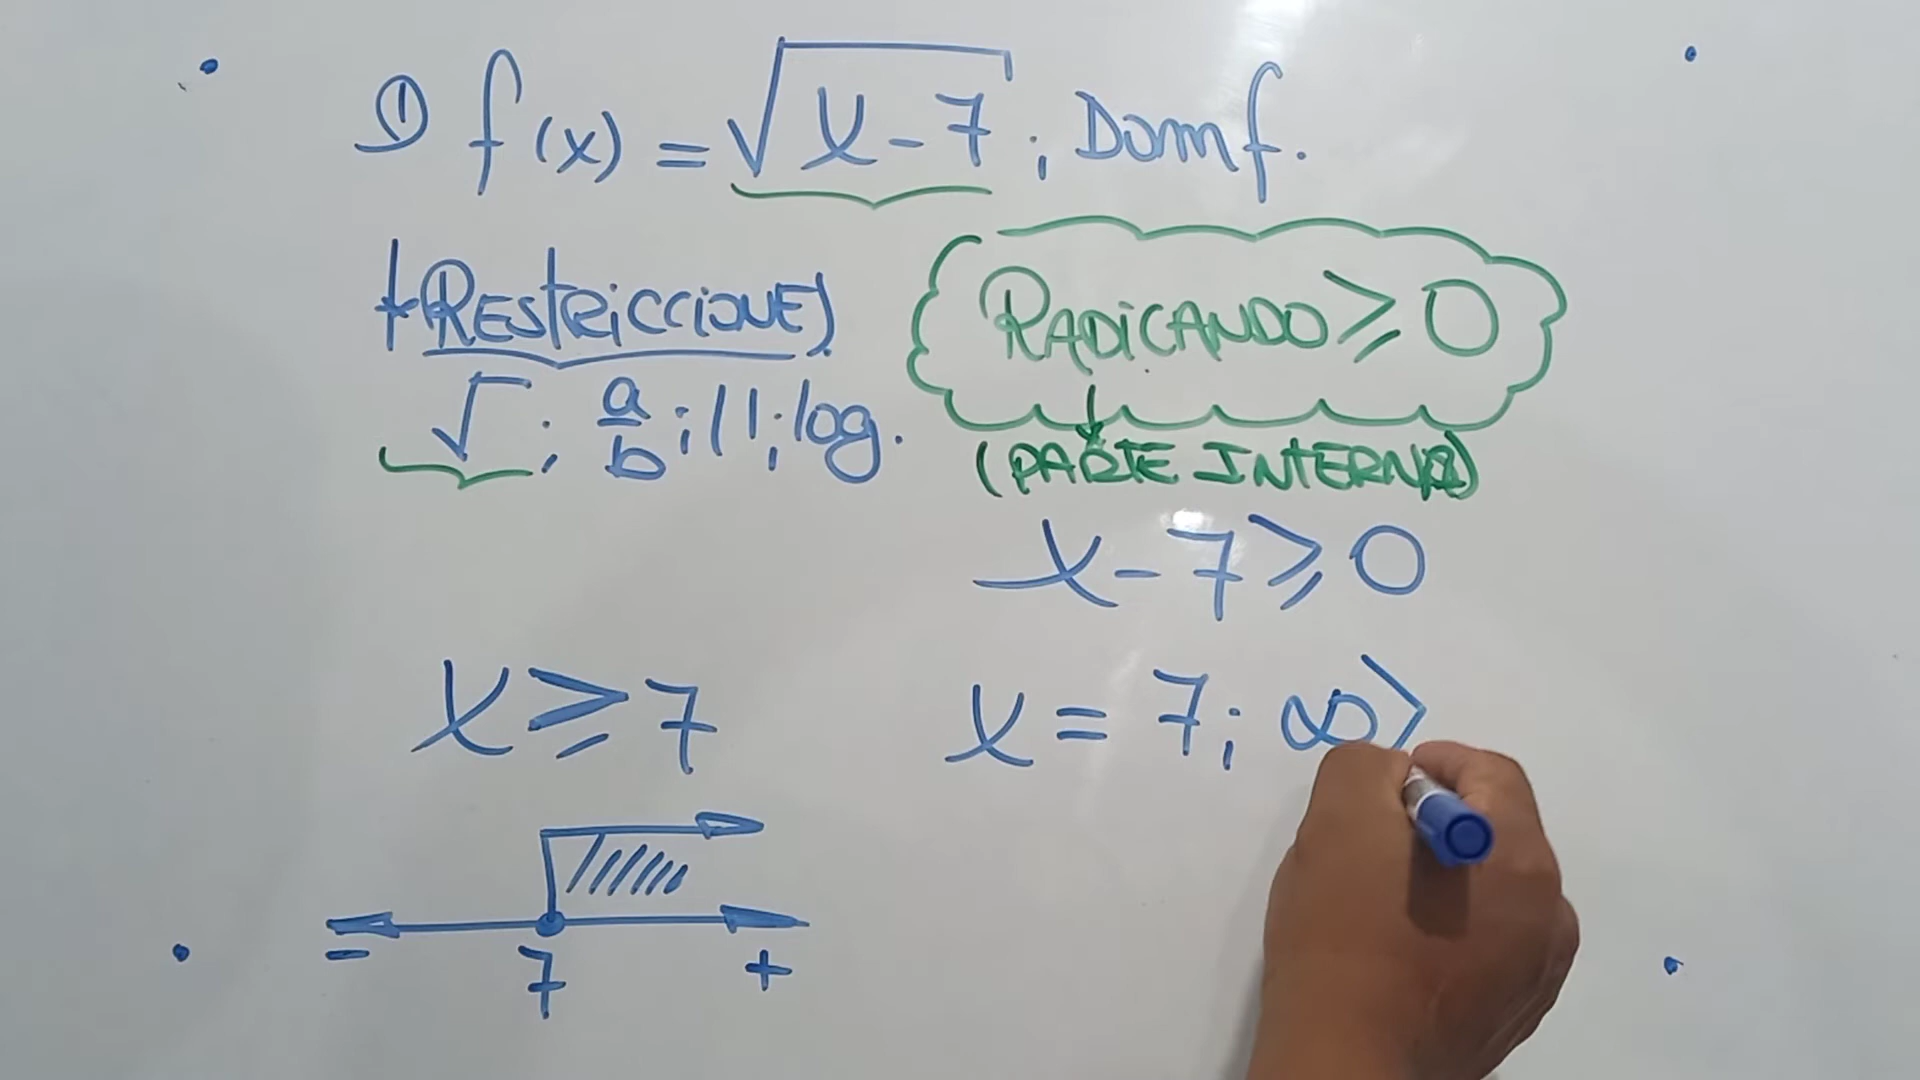 ① f(x) = √x-7 ; Dom f.
+ RESTRICCIONES
RADICANDO ≥ 0
√ ; a/b ; | | ; log.
(PARTE INTERNA)
x - 7 ≥ 0
x ≥ 7
x = 7 ; ∞⟩
- 7 +